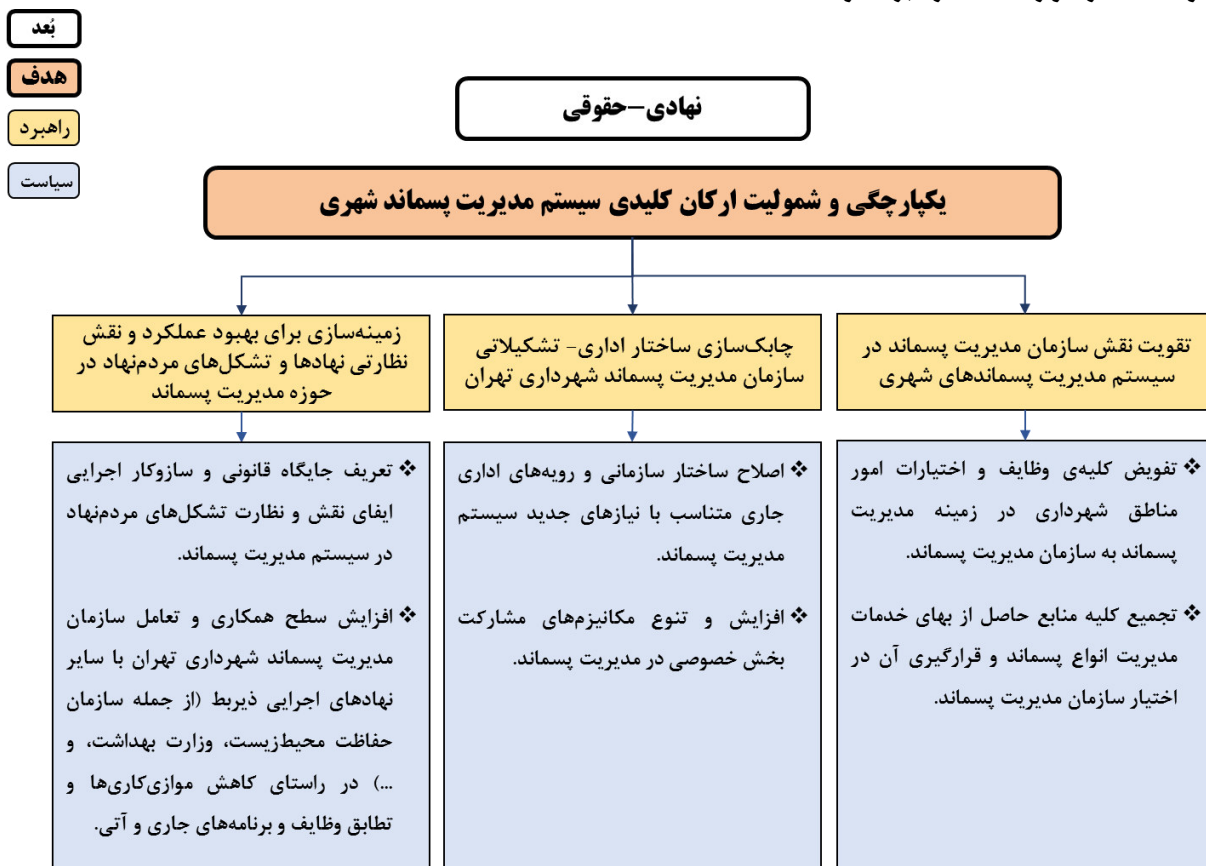 بُعد
هدف
راهبرد
سیاست
نهادی-حقوقی
یکپارچگی و شمولیت ارکان کلیدی سیستم مدیریت پسماند شهری
تقویت نقش سازمان مدیریت پسماند در
سیستم مدیریت پسماندهای شهری
❖ تفویض کلیه‌ی وظایف و اختیارات امور
مناطق شهرداری در زمینه مدیریت
پسماند به سازمان مدیریت پسماند.
❖ تجمیع کلیه منابع حاصل از بهای خدمات
مدیریت انواع پسماند و قرارگیری آن در
اختیار سازمان مدیریت پسماند.
چابک‌سازی ساختار اداری- تشکیلاتی
سازمان مدیریت پسماند شهرداری تهران
❖ اصلاح ساختار سازمانی و رویه‌های اداری
جاری متناسب با نیازهای جدید سیستم
مدیریت پسماند.
❖ افزایش و تنوع مکانیزم‌های مشارکت
بخش خصوصی در مدیریت پسماند.
زمینه‌سازی برای بهبود عملکرد و نقش
نظارتی نهادها و تشکل‌های مردم‌نهاد در
حوزه مدیریت پسماند
❖ تعریف جایگاه قانونی و سازوکار اجرایی
ایفای نقش و نظارت تشکل‌های مردم‌نهاد
در سیستم مدیریت پسماند.
❖ افزایش سطح همکاری و تعامل سازمان
مدیریت پسماند شهرداری تهران با سایر
نهادهای اجرایی ذیربط (از جمله سازمان
حفاظت محیط‌زیست، وزارت بهداشت، و
...) در راستای کاهش موازی‌کاری‌ها و
تطابق وظایف و برنامه‌های جاری و آتی.